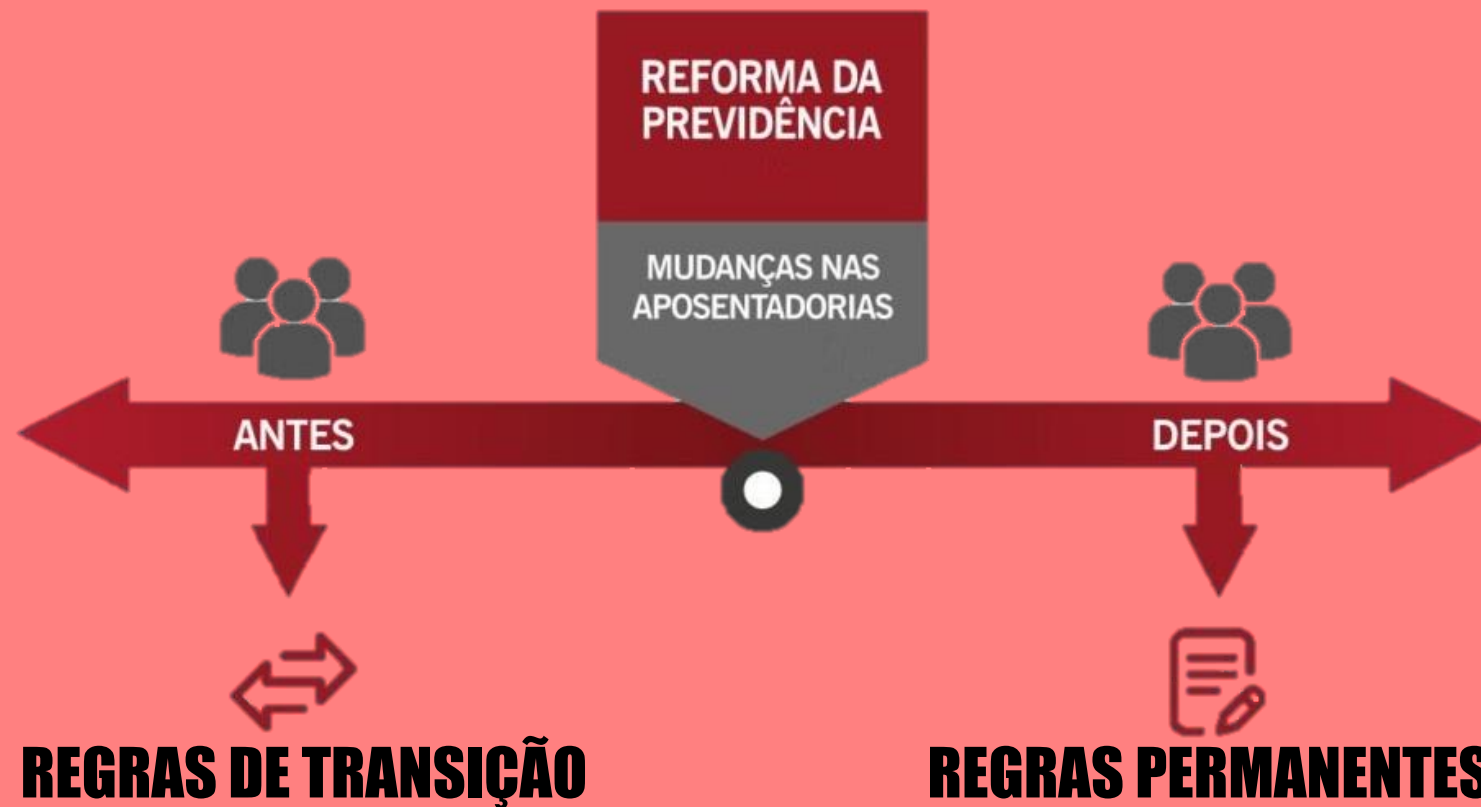 REFORMA DA
PREVIDÊNCIA
MUDANÇAS NAS
APOSENTADORIAS
ANTES
DEPOIS
REGRAS DE TRANSIÇÃO
REGRAS PERMANENTES